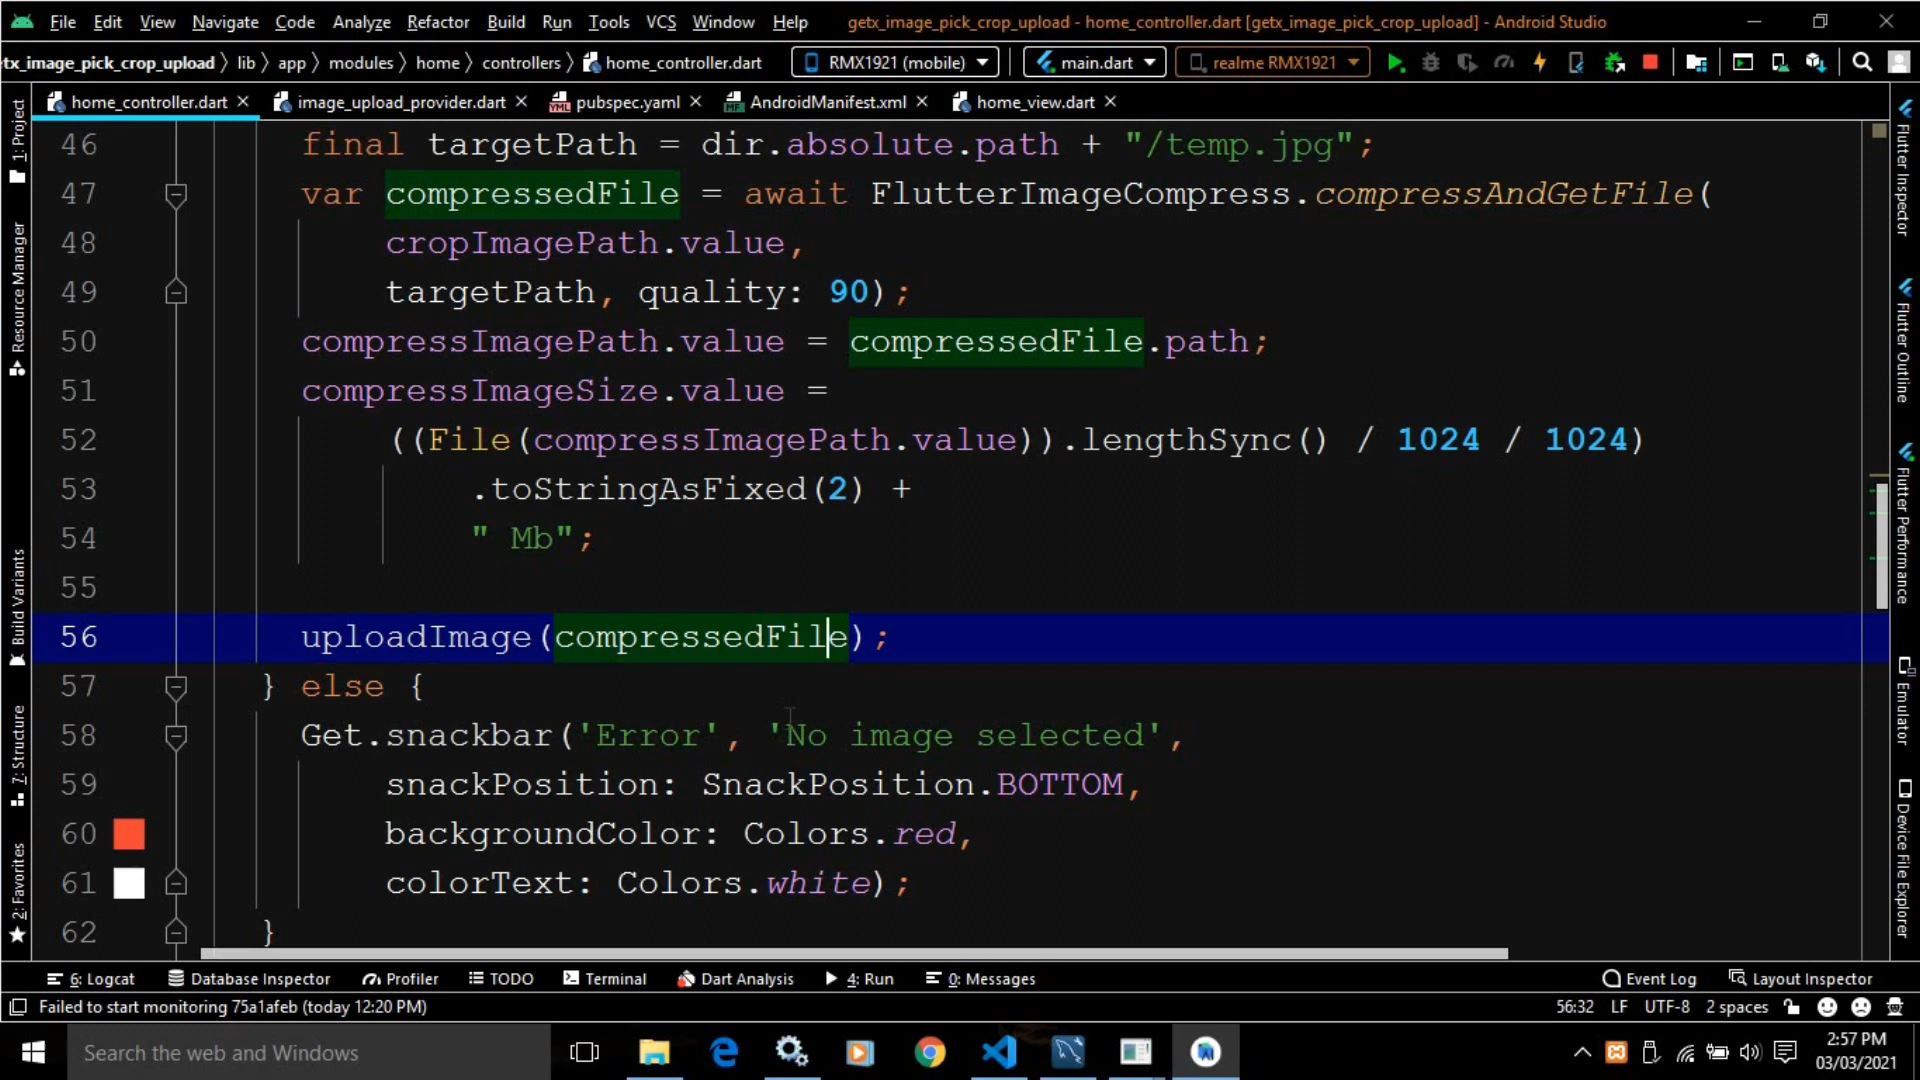 File Edit View Navigate Code Analyze Refactor Build Run Tools VCS Window Help getx_image_pick_crop_upload - home_controller.dart [getx_image_pick_crop_upload] - Android Studio
tx_image_pick_crop_upload lib app modules home controllers home_controller.dart RMX1921 (mobile) main.dart realme RMX1921
home_controller.dart image_upload_provider.dart pubspec.yaml AndroidManifest.xml home_view.dart
46 final targetPath = dir.absolute.path + "/temp.jpg";
47 var compressedFile = await FlutterImageCompress.compressAndGetFile(
48 cropImagePath.value,
49 targetPath, quality: 90);
50 compressImagePath.value = compressedFile.path;
51 compressImageSize.value =
52 ((File(compressImagePath.value)).lengthSync() / 1024 / 1024)
53 .toStringAsFixed(2) +
54 " Mb";
55
56 uploadImage(compressedFile);
57 } else {
58 Get.snackbar('Error', 'No image selected',
59 snackPosition: SnackPosition.BOTTOM,
60 backgroundColor: Colors.red,
61 colorText: Colors.white);
62 }
1: Project
Resource Manager
Build Variants
7: Structure
2: Favorites
Flutter Inspector
Flutter Outline
Flutter Performance
Emulator
Device File Explorer
6: Logcat Database Inspector Profiler TODO Terminal Dart Analysis 4: Run 0: Messages Event Log Layout Inspector
Failed to start monitoring 75a1afeb (today 12:20 PM) 56:32 LF UTF-8 2 spaces
Search the web and Windows
2:57 PM
03/03/2021